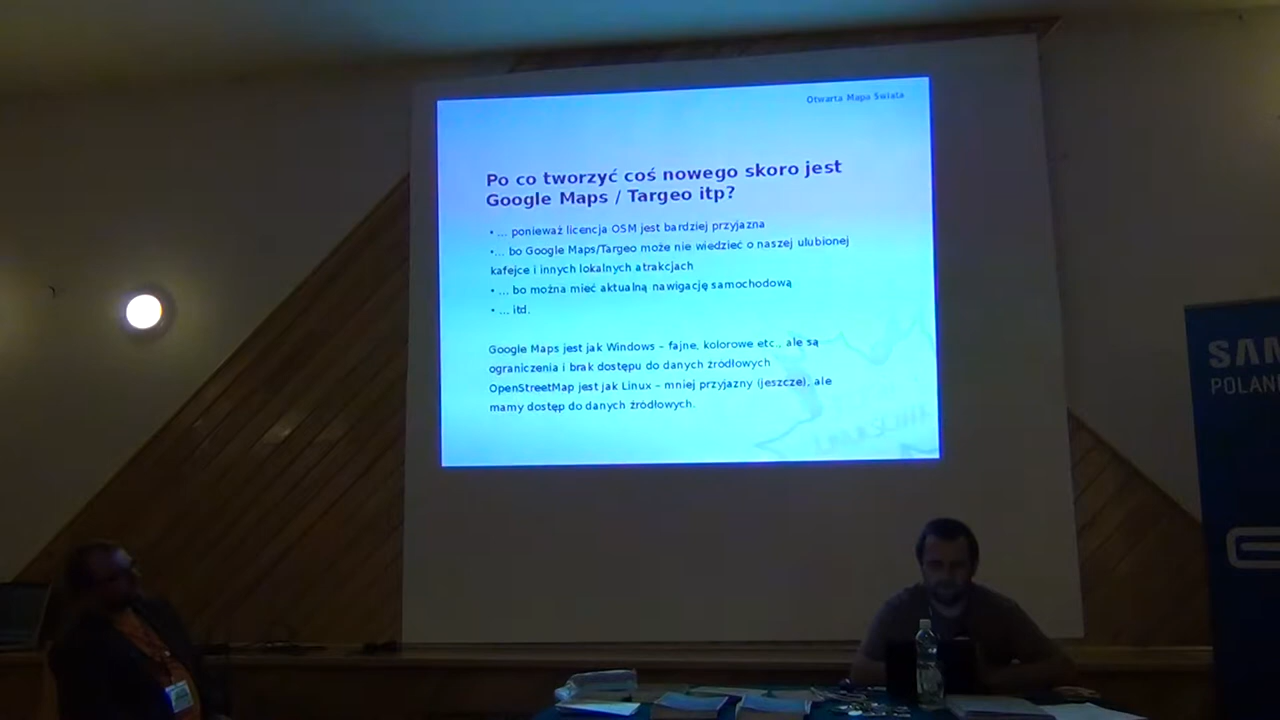 Otwarta Mapa Świata
Po co tworzyć coś nowego skoro jest
Google Maps / Targeo itp?
• ... ponieważ licencja OSM jest bardziej przyjazna
• ... bo Google Maps/Targeo może nie wiedzieć o naszej ulubionej
kafejce i innych lokalnych atrakcjach
• ... bo można mieć aktualną nawigację samochodową
• ... itd.
Google Maps jest jak Windows – fajne, kolorowe etc., ale są
ograniczenia i brak dostępu do danych źródłowych
OpenStreetMap jest jak Linux – mniej przyjazny (jeszcze), ale
mamy dostęp do danych źródłowych.
SAM
POLAN